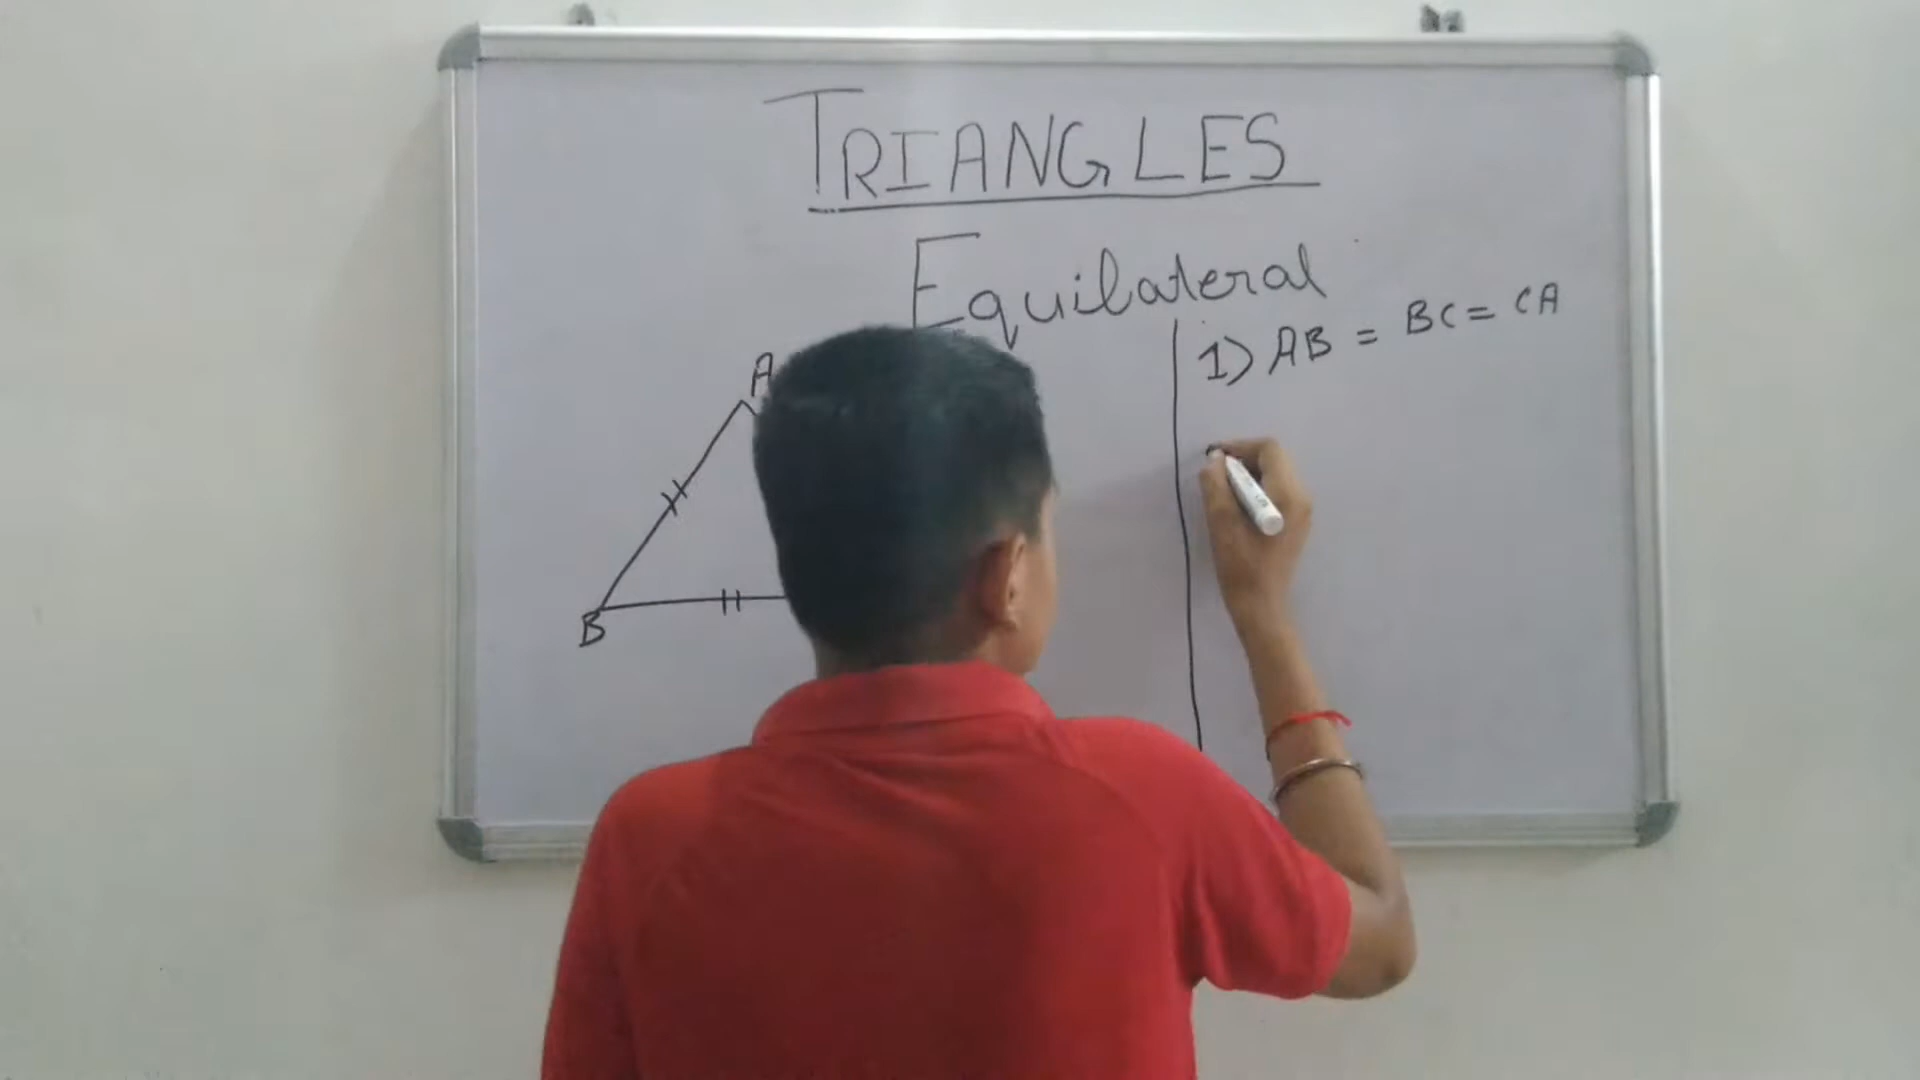 TRIANGLES
Equilateral
A
B
1) AB = BC = CA